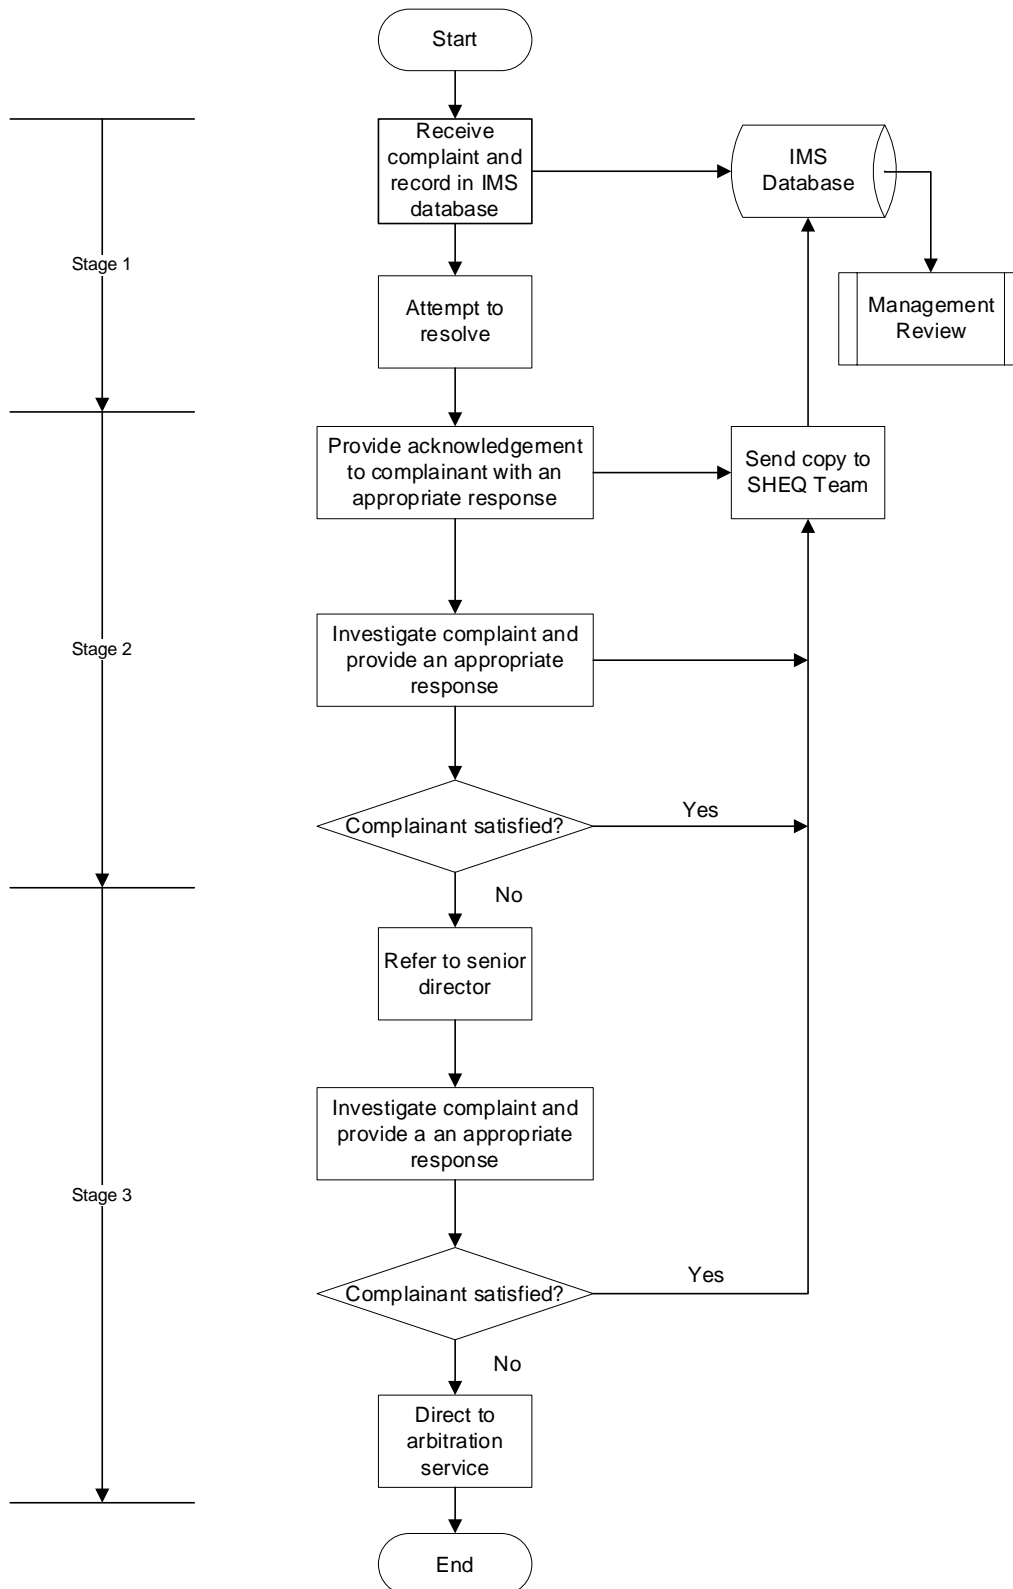 Start
Receive
complaint and
record in IMS
database
IMS
Database
Stage 1
Attempt to
resolve
Management
Review
Provide acknowledgement
to complainant with an
appropriate response
Send copy to
SHEQ Team
Stage 2
Investigate complaint and
provide an appropriate
response
Complainant satisfied?
Yes
No
Refer to senior
director
Investigate complaint and
provide a an appropriate
response
Stage 3
Complainant satisfied?
Yes
No
Direct to
arbitration
service
End